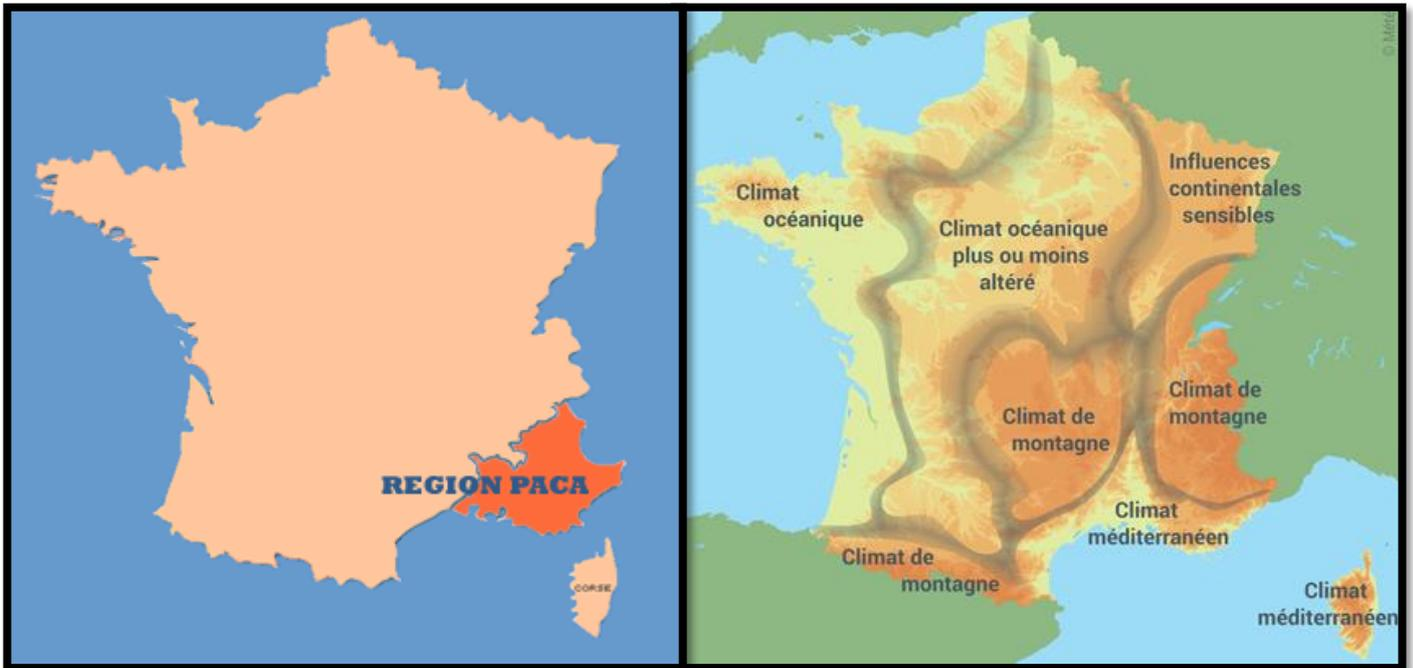 REGION PACA
CORSE
© Mété
Influences
continentales
sensibles
Climat
océanique
Climat océanique
plus ou moins
altéré
Climat de
montagne
Climat de
montagne
Climat
méditerranéen
Climat de
montagne
Climat
méditerranéen